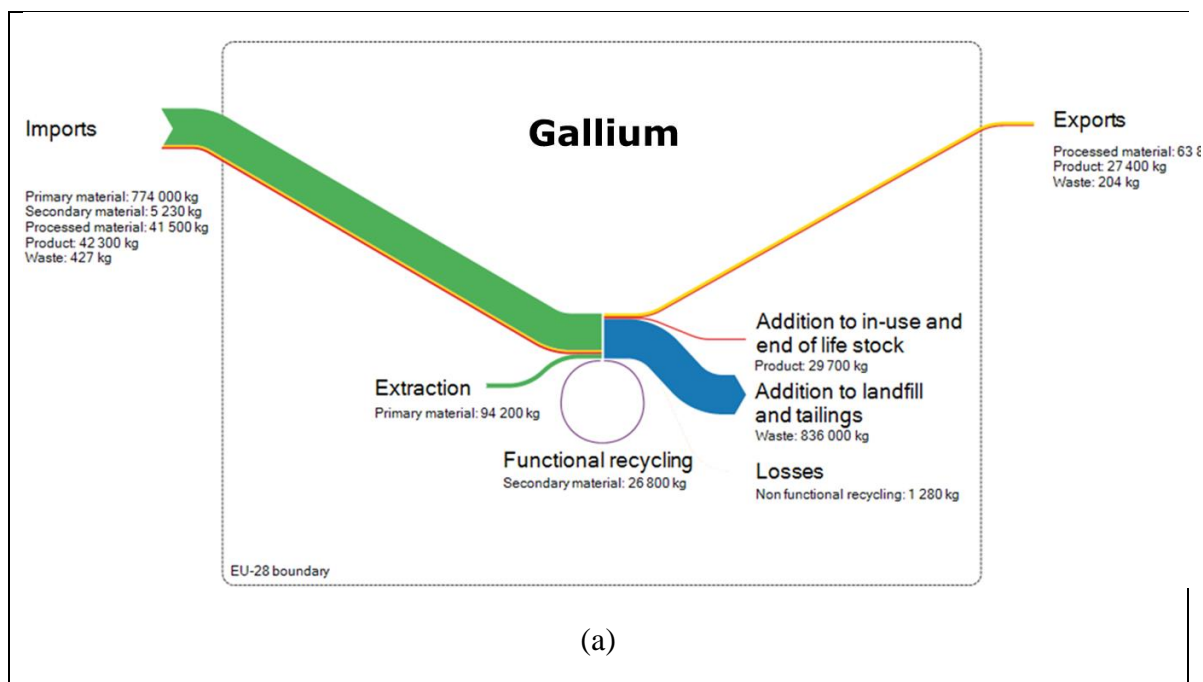 Gallium
Imports
Primary material: 774 000 kg
Secondary material: 5 230 kg
Processed material: 41 500 kg
Product: 42 300 kg
Waste: 427 kg
Exports
Processed material: 63 8
Product: 27 400 kg
Waste: 204 kg
Extraction
Primary material: 94 200 kg
Functional recycling
Secondary material: 26 800 kg
Addition to in-use and
end of life stock
Product: 29 700 kg
Addition to landfill
and tailings
Waste: 836 000 kg
Losses
Non functional recycling: 1 280 kg
EU-28 boundary
(a)